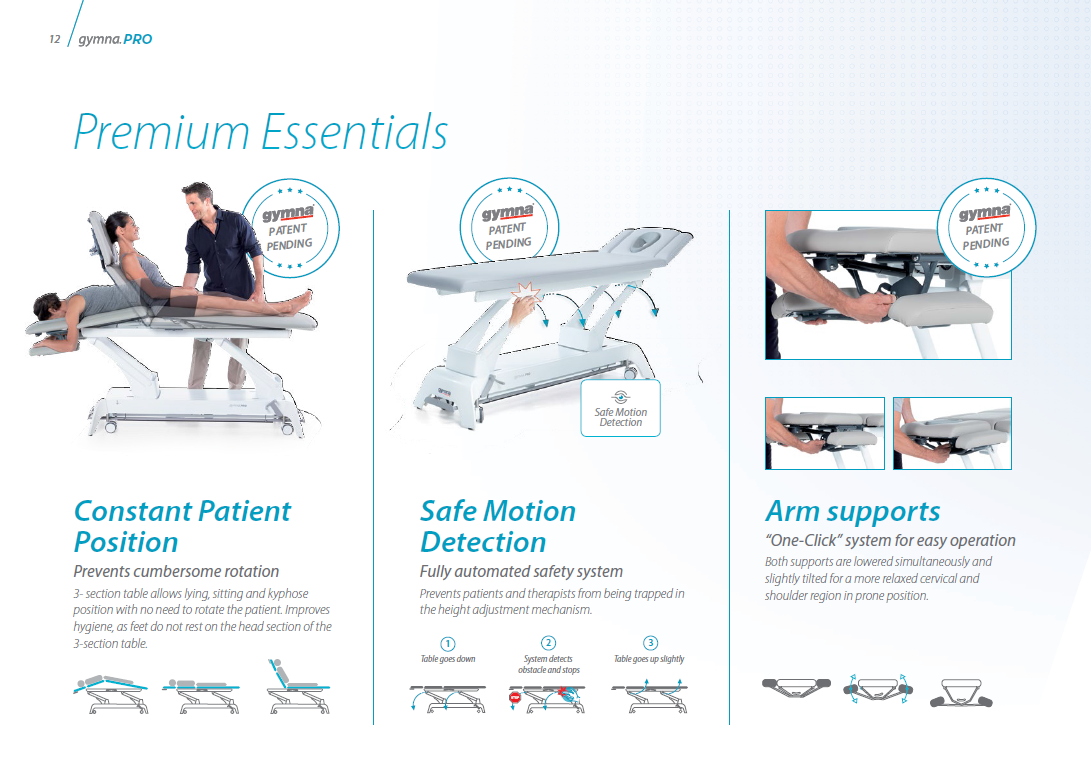 12
gymna.PRO
Premium Essentials
gymna
PATENT
PENDING
gymna
PATENT
PENDING
Safe Motion
Detection
gymna
PATENT
PENDING
Constant Patient
Position
Prevents cumbersome rotation
3- section table allows lying, sitting and kyphose
position with no need to rotate the patient. Improves
hygiene, as feet do not rest on the head section of the
3-section table.
Safe Motion
Detection
Fully automated safety system
Prevents patients and therapists from being trapped in
the height adjustment mechanism.
1
Table goes down
2
System detects
obstacle and stops
STOP
3
Table goes up slightly
Arm supports
“One-Click” system for easy operation
Both supports are lowered simultaneously and
slightly tilted for a more relaxed cervical and
shoulder region in prone position.